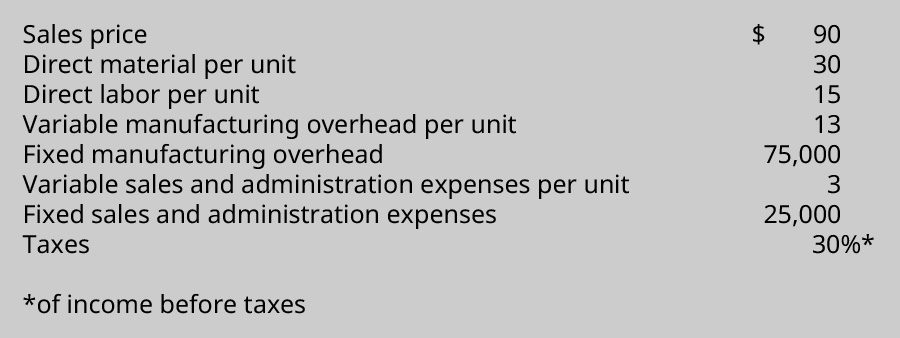 Sales price $ 90
Direct material per unit 30
Direct labor per unit 15
Variable manufacturing overhead per unit 13
Fixed manufacturing overhead 75,000
Variable sales and administration expenses per unit 3
Fixed sales and administration expenses 25,000
Taxes 30%*
*of income before taxes